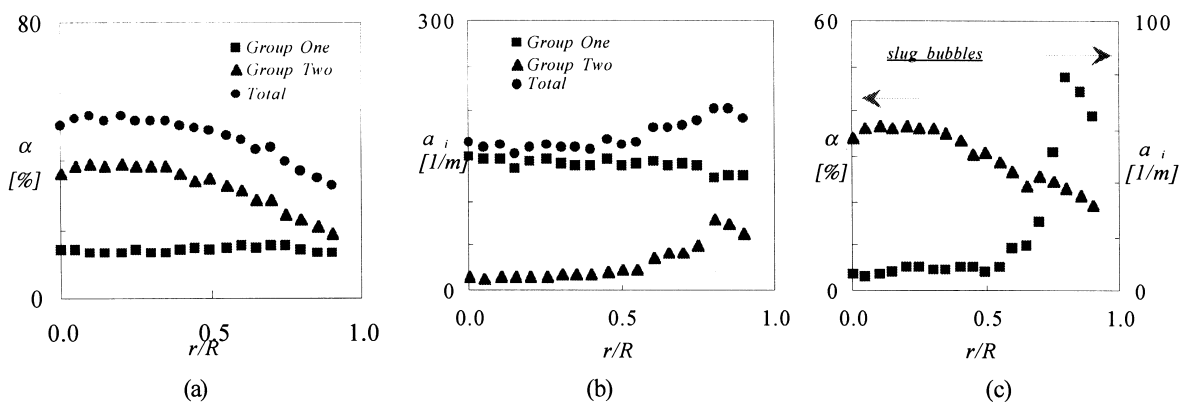 80
■ Group One
▲ Group Two
● Total
α
[%]
0
0.0 0.5 1.0
r/R
(a)
300
■ Group One
▲ Group Two
● Total
a i
[1/m]
0
0.0 0.5 1.0
r/R
(b)
60 100
slug bubbles
α
[%]
a i
[1/m]
0 0
0.0 0.5 1.0
r/R
(c)